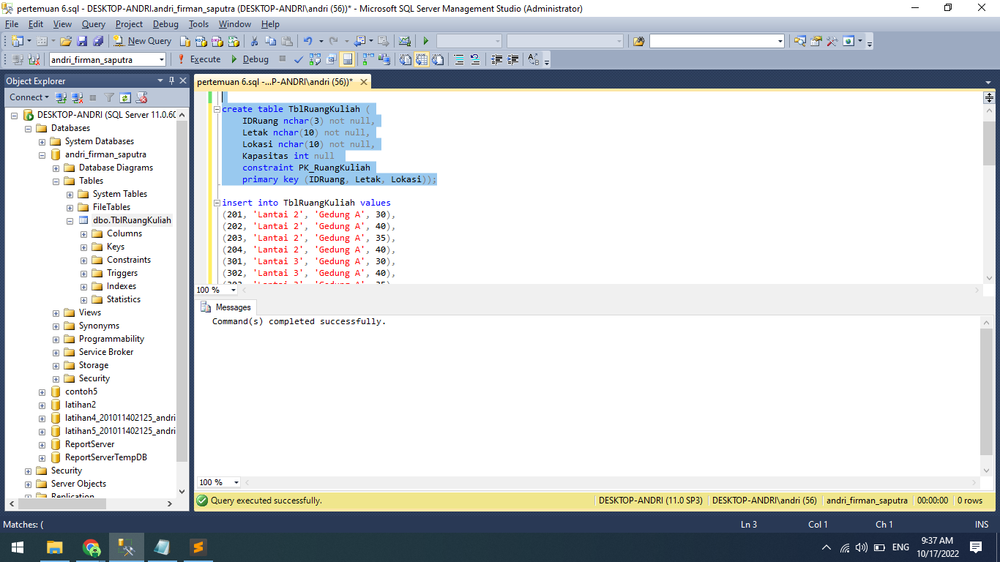 pertemuan 6.sql - DESKTOP-ANDRI.andri_firman_saputra (DESKTOP-ANDRI\andri (56))* - Microsoft SQL Server Management Studio (Administrator)
File Edit View Query Project Debug Tools Window Help
New Query
andri_firman_saputra Execute Debug
Object Explorer
Connect
DESKTOP-ANDRI (SQL Server 11.0.60
Databases
System Databases
andri_firman_saputra
Database Diagrams
Tables
System Tables
FileTables
dbo.TblRuangKuliah
Columns
Keys
Constraints
Triggers
Indexes
Statistics
Views
Synonyms
Programmability
Service Broker
Storage
Security
contoh5
latihan2
latihan4_201011402125_andri
latihan5_201011402125_andri
ReportServer
ReportServerTempDB
Security
Server Objects
Replication
pertemuan 6.sql -...P-ANDRI\andri (56))*
create table TblRuangKuliah (
IDRuang nchar(3) not null,
Letak nchar(10) not null,
Lokasi nchar(10) not null,
Kapasitas int null
constraint PK_RuangKuliah
primary key (IDRuang, Letak, Lokasi));
insert into TblRuangKuliah values
(201, 'Lantai 2', 'Gedung A', 30),
(202, 'Lantai 2', 'Gedung A', 40),
(203, 'Lantai 2', 'Gedung A', 35),
(204, 'Lantai 2', 'Gedung A', 40),
(301, 'Lantai 3', 'Gedung A', 30),
(302, 'Lantai 3', 'Gedung A', 40),
(303, 'Lantai 3', 'Gedung A', 35),
100 %
Messages
Command(s) completed successfully.
100 %
Query executed successfully. DESKTOP-ANDRI (11.0 SP3) DESKTOP-ANDRI\andri (56) andri_firman_saputra 00:00:00 0 rows
Matches: ( Ln 3 Col 1 Ch 1 INS
ENG
9:37 AM
10/17/2022